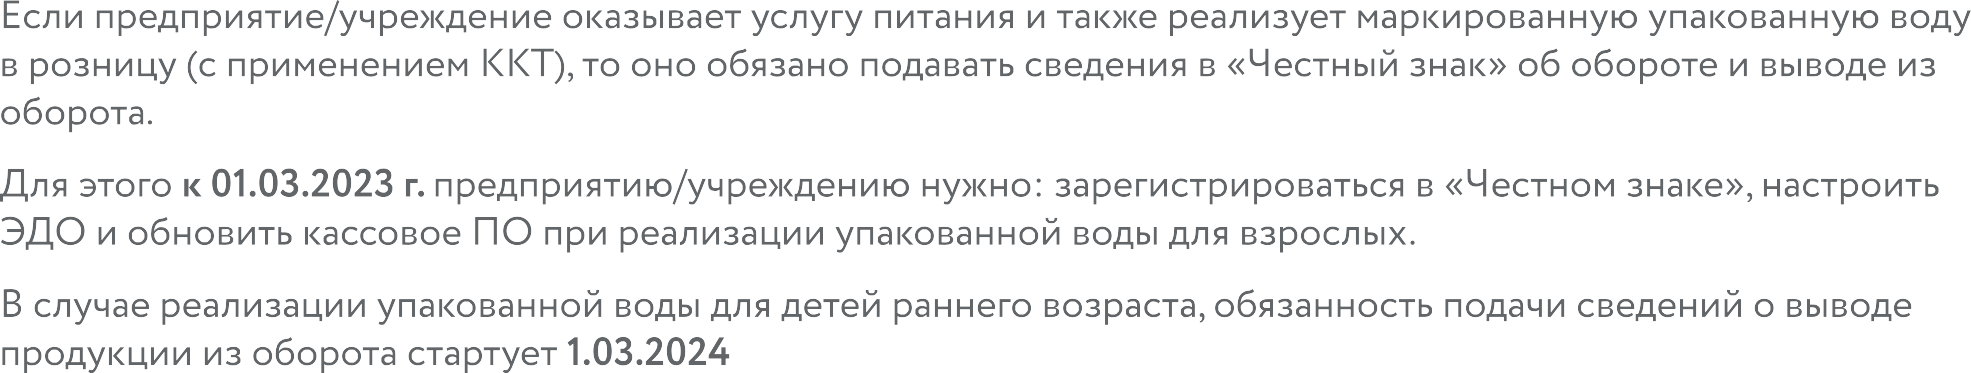 Если предприятие/учреждение оказывает услугу питания и также реализует маркированную упакованную воду
в розницу (с применением ККТ), то оно обязано подавать сведения в «Честный знак» об обороте и выводе из
оборота.
Для этого к 01.03.2023 г. предприятию/учреждению нужно: зарегистрироваться в «Честном знаке», настроить
ЭДО и обновить кассовое ПО при реализации упакованной воды для взрослых.
В случае реализации упакованной воды для детей раннего возраста, обязанность подачи сведений о выводе
продукции из оборота стартует 1.03.2024